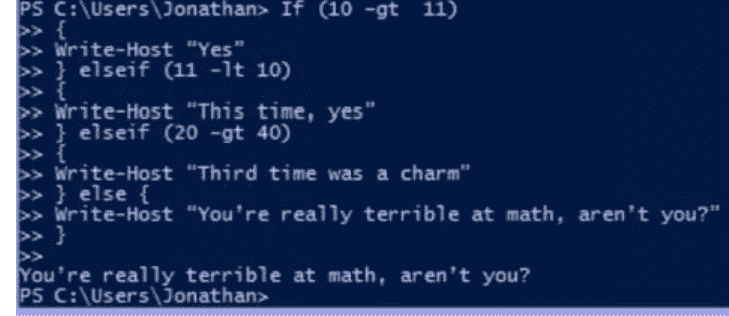 PS C:\Users\Jonathan> If (10 -gt  11)
>> {
>> Write-Host “Yes”
>> } elseif (11 -lt 10)
>> {
>> Write-Host “This time, yes”
>> } elseif (20 -gt 40)
>> {
>> Write-Host “Third time was a charm”
>> } else {
>> Write-Host “You're really terrible at math, aren't you?”
>> }
>>
You're really terrible at math, aren't you?
PS C:\Users\Jonathan>